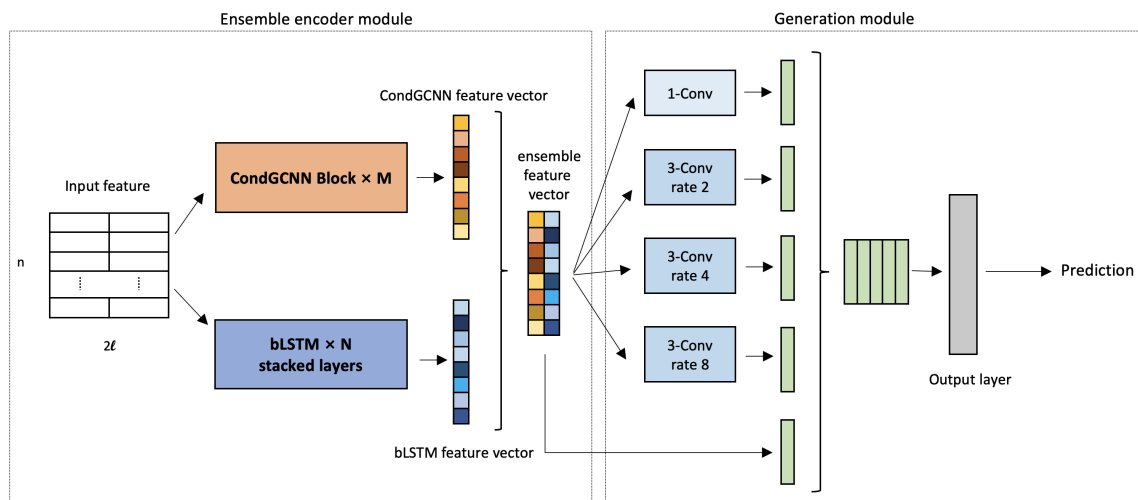 Ensemble encoder module
Generation module
CondGCNN feature vector
1-Conv
ensemble
feature
vector
Input feature
CondGCNN Block × M
3-Conv
rate 2
n
3-Conv
rate 4
Prediction
2ℓ
bLSTM × N
stacked layers
3-Conv
rate 8
Output layer
bLSTM feature vector